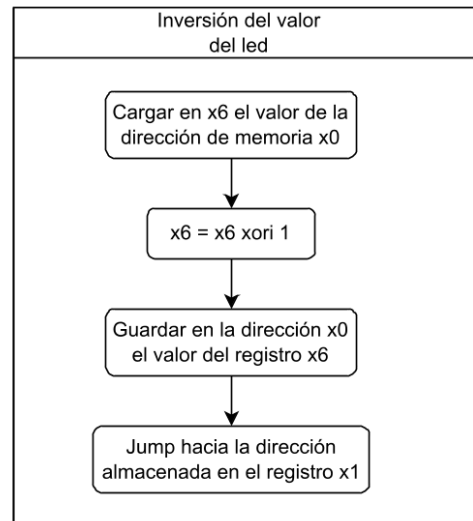 Inversión del valor
del led
Cargar en x6 el valor de la
dirección de memoria x0
x6 = x6 xori 1
Guardar en la dirección x0
el valor del registro x6
Jump hacia la dirección
almacenada en el registro x1